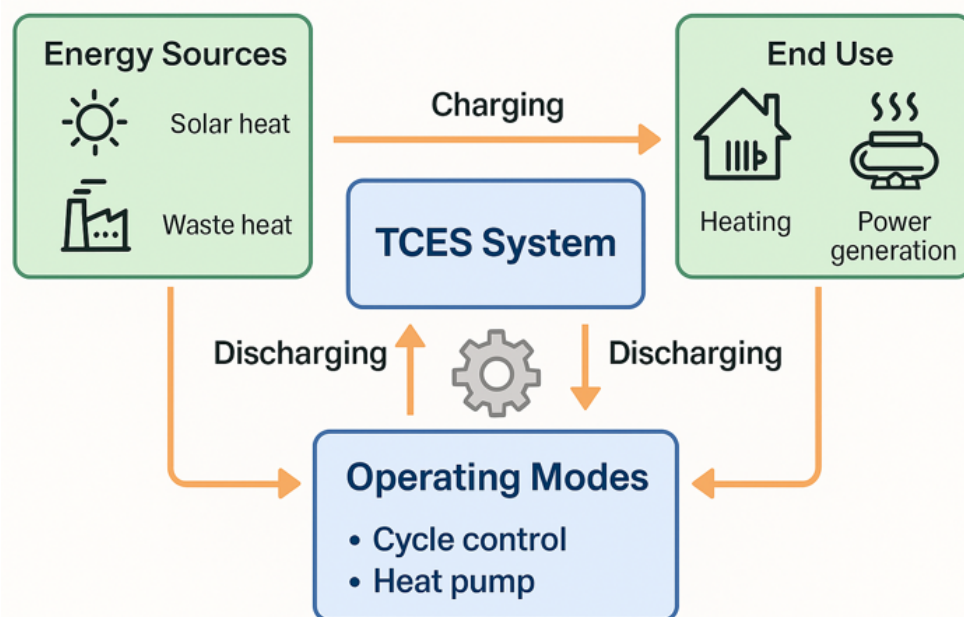 Energy Sources
Solar heat
Waste heat
Charging
End Use
Heating
Power
generation
TCES System
Discharging
Discharging
Operating Modes
• Cycle control
• Heat pump